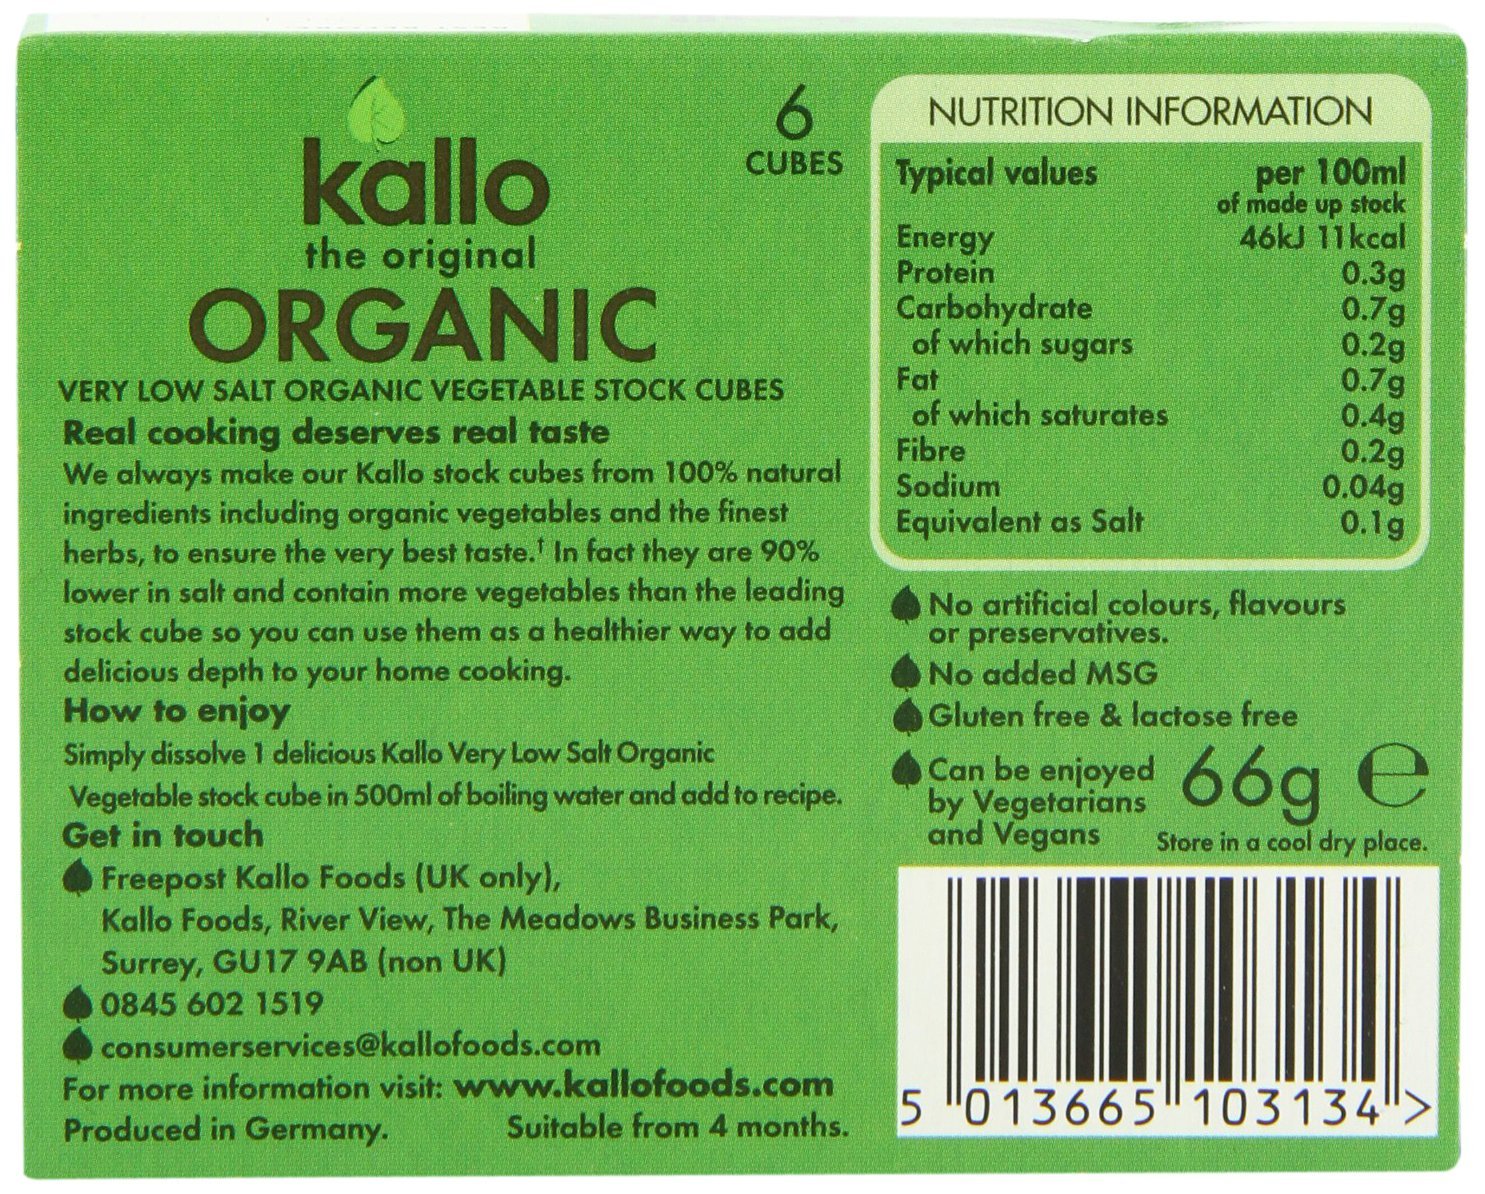 kallo
the original
ORGANIC
6
CUBES
VERY LOW SALT ORGANIC VEGETABLE STOCK CUBES
Real cooking deserves real taste
We always make our Kallo stock cubes from 100% natural
ingredients including organic vegetables and the finest
herbs, to ensure the very best taste.† In fact they are 90%
lower in salt and contain more vegetables than the leading
stock cube so you can use them as a healthier way to add
delicious depth to your home cooking.
How to enjoy
Simply dissolve 1 delicious Kallo Very Low Salt Organic
Vegetable stock cube in 500ml of boiling water and add to recipe.
Get in touch
Freepost Kallo Foods (UK only),
Kallo Foods, River View, The Meadows Business Park,
Surrey, GU17 9AB (non UK)
0845 602 1519
consumerservices@kallofoods.com
For more information visit: www.kallofoods.com
Produced in Germany. Suitable from 4 months.
NUTRITION INFORMATION
Typical values per 100ml
of made up stock
Energy 46kJ 11kcal
Protein 0.3g
Carbohydrate 0.7g
of which sugars 0.2g
Fat 0.7g
of which saturates 0.4g
Fibre 0.2g
Sodium 0.04g
Equivalent as Salt 0.1g
No artificial colours, flavours
or preservatives.
No added MSG
Gluten free & lactose free
Can be enjoyed
by Vegetarians
and Vegans
66g ℮
Store in a cool dry place.
5 013665 103134 >